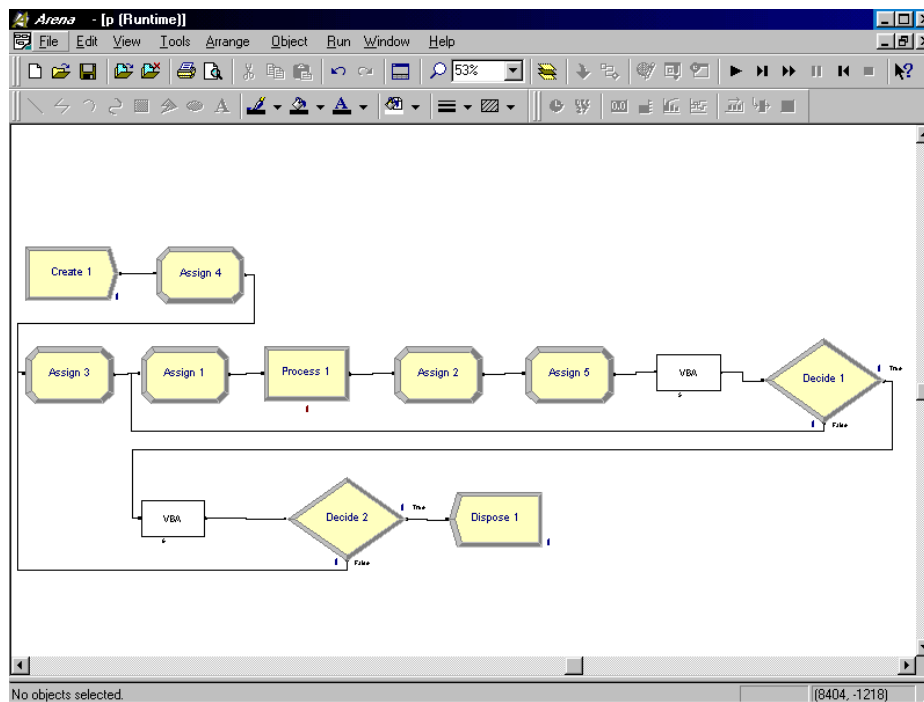 Arena - [p (Runtime)]
File Edit View Tools Arrange Object Run Window Help
53%
Create 1
Assign 4
Assign 3
Assign 1
Process 1
Assign 2
Assign 5
VBA
Decide 1
True
False
VBA
Decide 2
True
Dispose 1
False
No objects selected.
(8404, -1218)